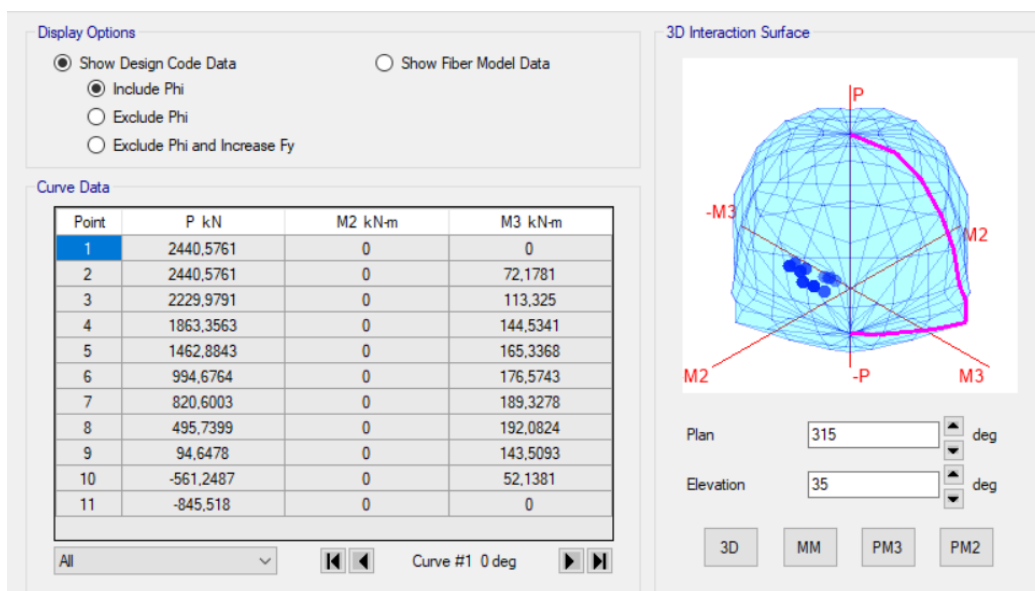 Display Options
Show Design Code Data Show Fiber Model Data
Include Phi
Exclude Phi
Exclude Phi and Increase Fy
Curve Data
Point P kN M2 kN-m M3 kN-m
1 2440,5761 0 0
2 2440,5761 0 72,1781
3 2229,9791 0 113,325
4 1863,3563 0 144,5341
5 1462,8843 0 165,3368
6 994,6764 0 176,5743
7 820,6003 0 189,3278
8 495,7399 0 192,0824
9 94,6478 0 143,5093
10 -561,2487 0 52,1381
11 -845,518 0 0
All Curve #1 0 deg
3D Interaction Surface
P
-M3
M2
M2 -P M3
Plan 315 deg
Elevation 35 deg
3D MM PM3 PM2